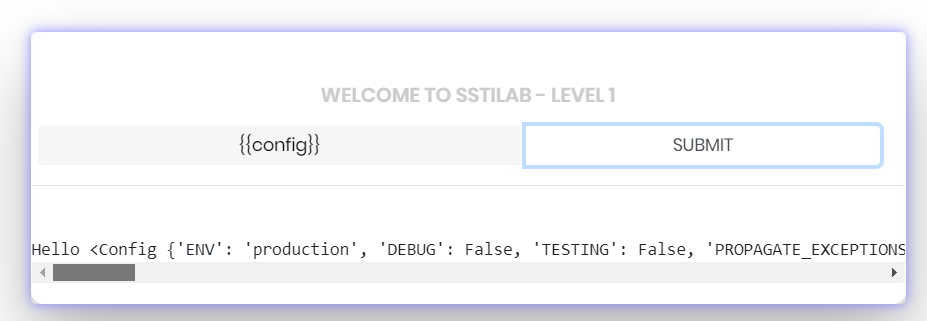 WELCOME TO SSTILAB - LEVEL 1
{{config}}
SUBMIT
Hello <Config {'ENV': 'production', 'DEBUG': False, 'TESTING': False, 'PROPAGATE_EXCEPTIONS